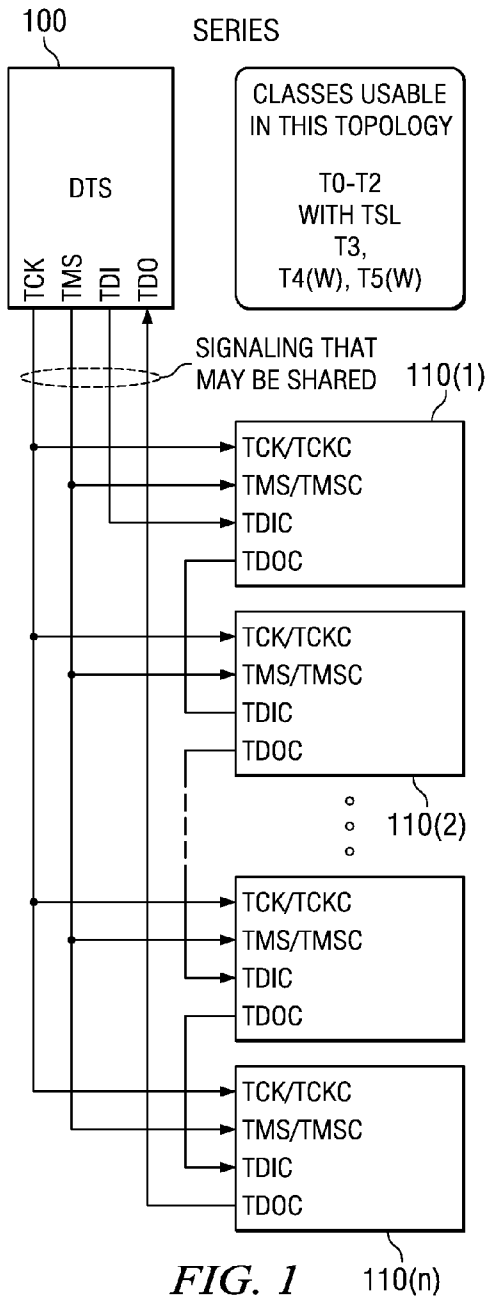 100
SERIES
DTS
TCK
TMS
TDI
TDO
CLASSES USABLE
IN THIS TOPOLOGY
T0-T2
WITH TSL
T3,
T4(W), T5(W)
SIGNALING THAT
MAY BE SHARED
110(1)
TCK/TCKC
TMS/TMSC
TDIC
TDOC
TCK/TCKC
TMS/TMSC
TDIC
TDOC
110(2)
TCK/TCKC
TMS/TMSC
TDIC
TDOC
TCK/TCKC
TMS/TMSC
TDIC
TDOC
110(n)
FIG. 1